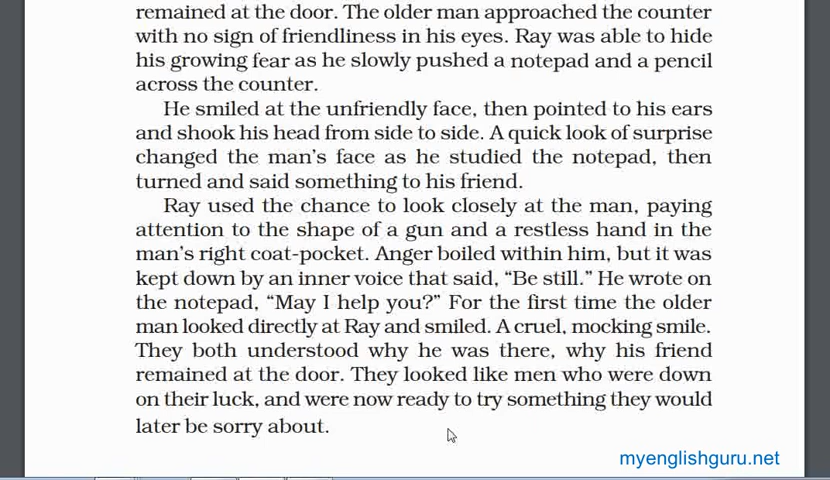 remained at the door. The older man approached the counter
with no sign of friendliness in his eyes. Ray was able to hide
his growing fear as he slowly pushed a notepad and a pencil
across the counter.
He smiled at the unfriendly face, then pointed to his ears
and shook his head from side to side. A quick look of surprise
changed the man's face as he studied the notepad, then
turned and said something to his friend.
Ray used the chance to look closely at the man, paying
attention to the shape of a gun and a restless hand in the
man's right coat-pocket. Anger boiled within him, but it was
kept down by an inner voice that said, “Be still.” He wrote on
the notepad, “May I help you?” For the first time the older
man looked directly at Ray and smiled. A cruel, mocking smile.
They both understood why he was there, why his friend
remained at the door. They looked like men who were down
on their luck, and were now ready to try something they would
later be sorry about.
myenglishguru.net